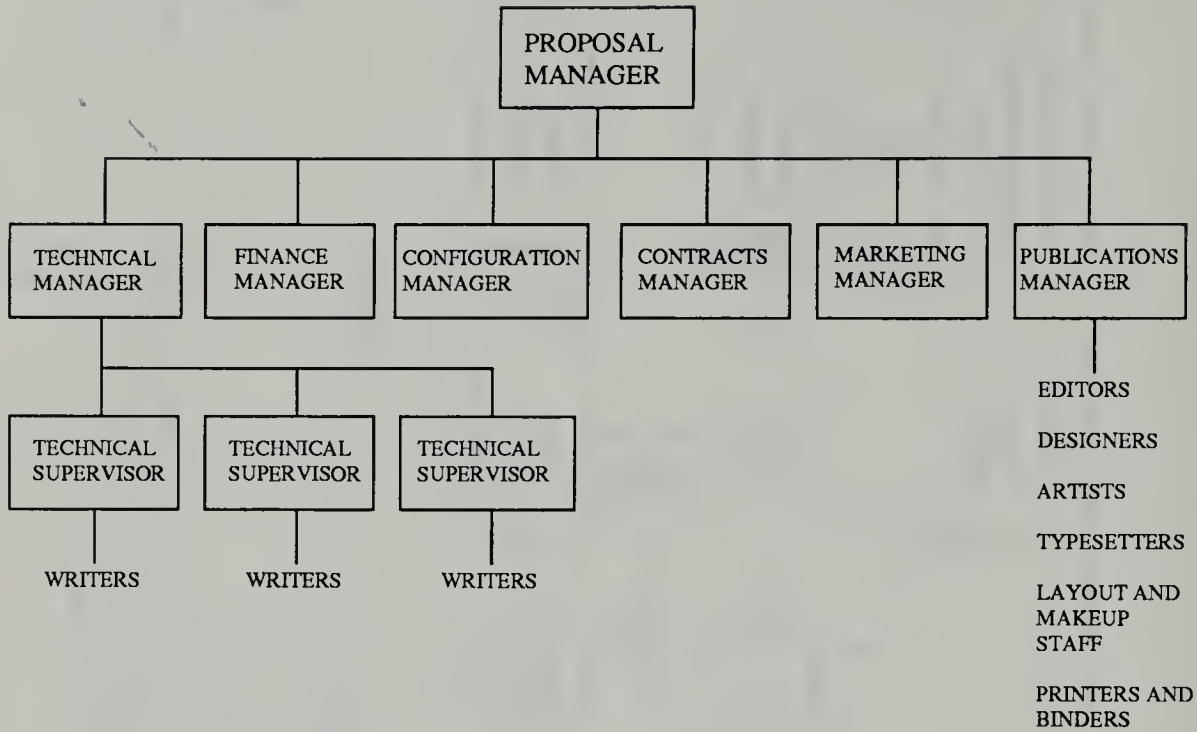 PROPOSAL
MANAGER
TECHNICAL
MANAGER
FINANCE
MANAGER
CONFIGURATION
MANAGER
CONTRACTS
MANAGER
MARKETING
MANAGER
PUBLICATIONS
MANAGER
TECHNICAL
SUPERVISOR
TECHNICAL
SUPERVISOR
TECHNICAL
SUPERVISOR
WRITERS
WRITERS
WRITERS
EDITORS
DESIGNERS
ARTISTS
TYPESETTERS
LAYOUT AND
MAKEUP
STAFF
PRINTERS AND
BINDERS